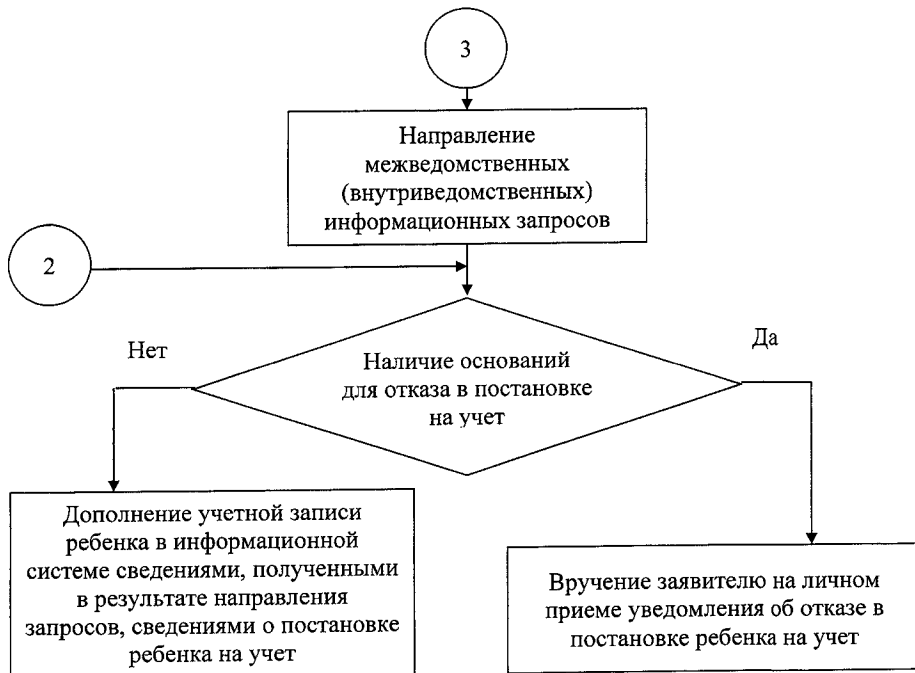 3
Направление
межведомственных
(внутриведомственных)
информационных запросов
2
Нет
Да
Наличие оснований
для отказа в постановке
на учет
Дополнение учетной записи
ребенка в информационной
системе сведениями, полученными
в результате направления
запросов, сведениями о постановке
ребенка на учет
Вручение заявителю на личном
приеме уведомления об отказе в
постановке ребенка на учет